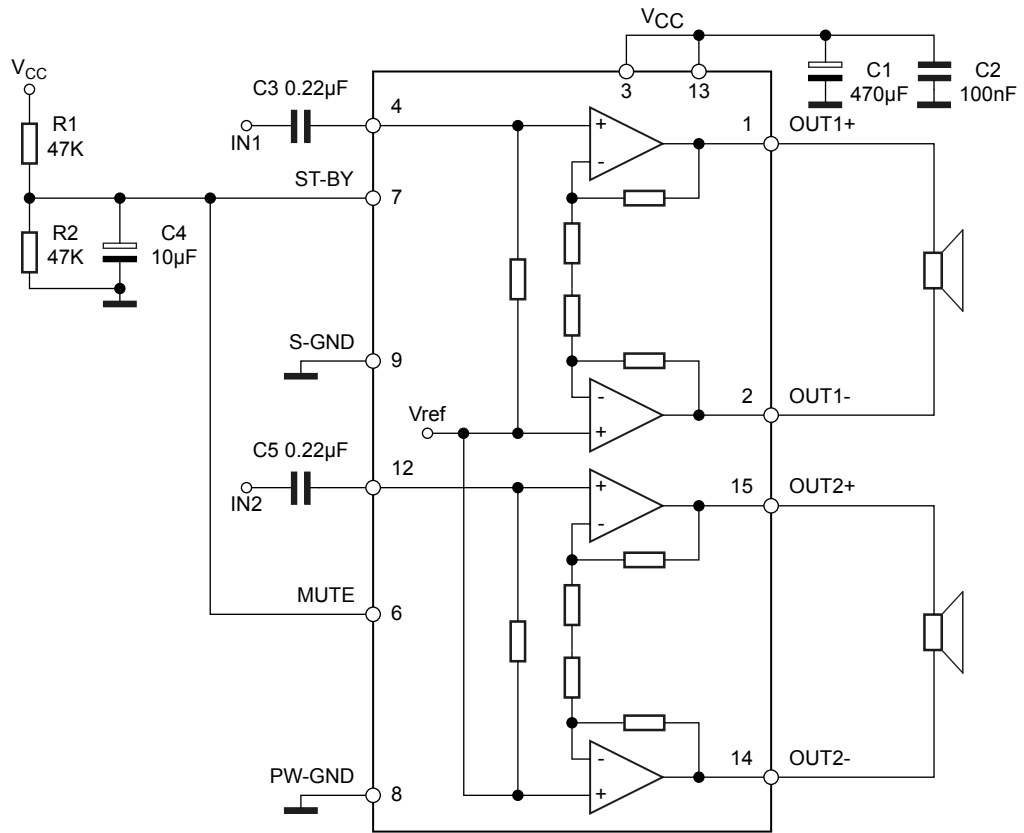 VCC
VCC
3
13
C1
470µF
C2
100nF
C3 0.22µF
IN1
4
+
-
1
OUT1+
R1
47K
ST-BY
7
R2
47K
C4
10µF
S-GND
9
-
+
2
OUT1-
Vref
C5 0.22µF
IN2
12
+
-
15
OUT2+
MUTE
6
-
+
14
OUT2-
PW-GND
8